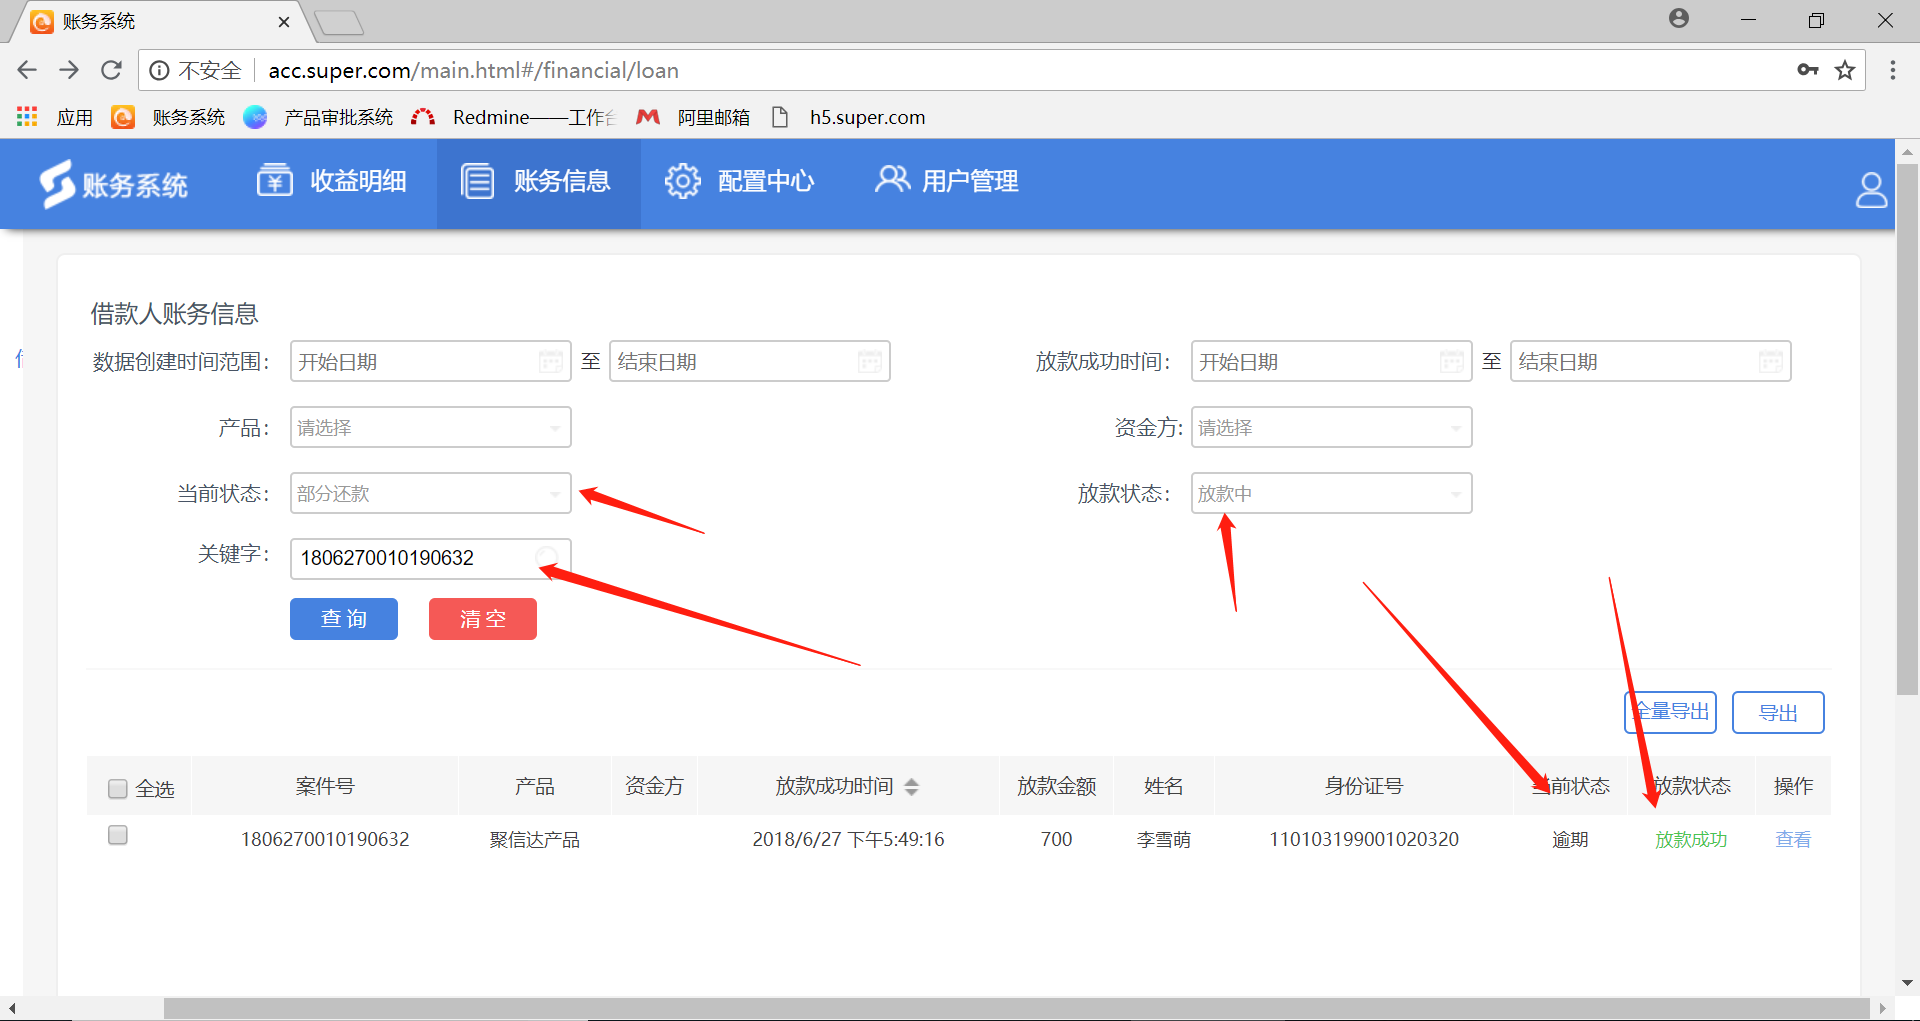 账务系统
不安全 acc.super.com/main.html#/financial/loan
应用 账务系统 产品审批系统 Redmine——工作台 阿里邮箱 h5.super.com
账务系统 收益明细 账务信息 配置中心 用户管理
借款人账务信息
数据创建时间范围： 开始日期 至 结束日期 放款成功时间： 开始日期 至 结束日期
产品： 请选择 资金方: 请选择
当前状态： 部分还款 放款状态： 放款中
关键字： 1806270010190632
查 询 清 空
全量导出 导出
全选 案件号 产品 资金方 放款成功时间 放款金额 姓名 身份证号 当前状态 放款状态 操作
1806270010190632 聚信达产品 2018/6/27 下午5:49:16 700 李雪萌 110103199001020320 逾期 放款成功 查看